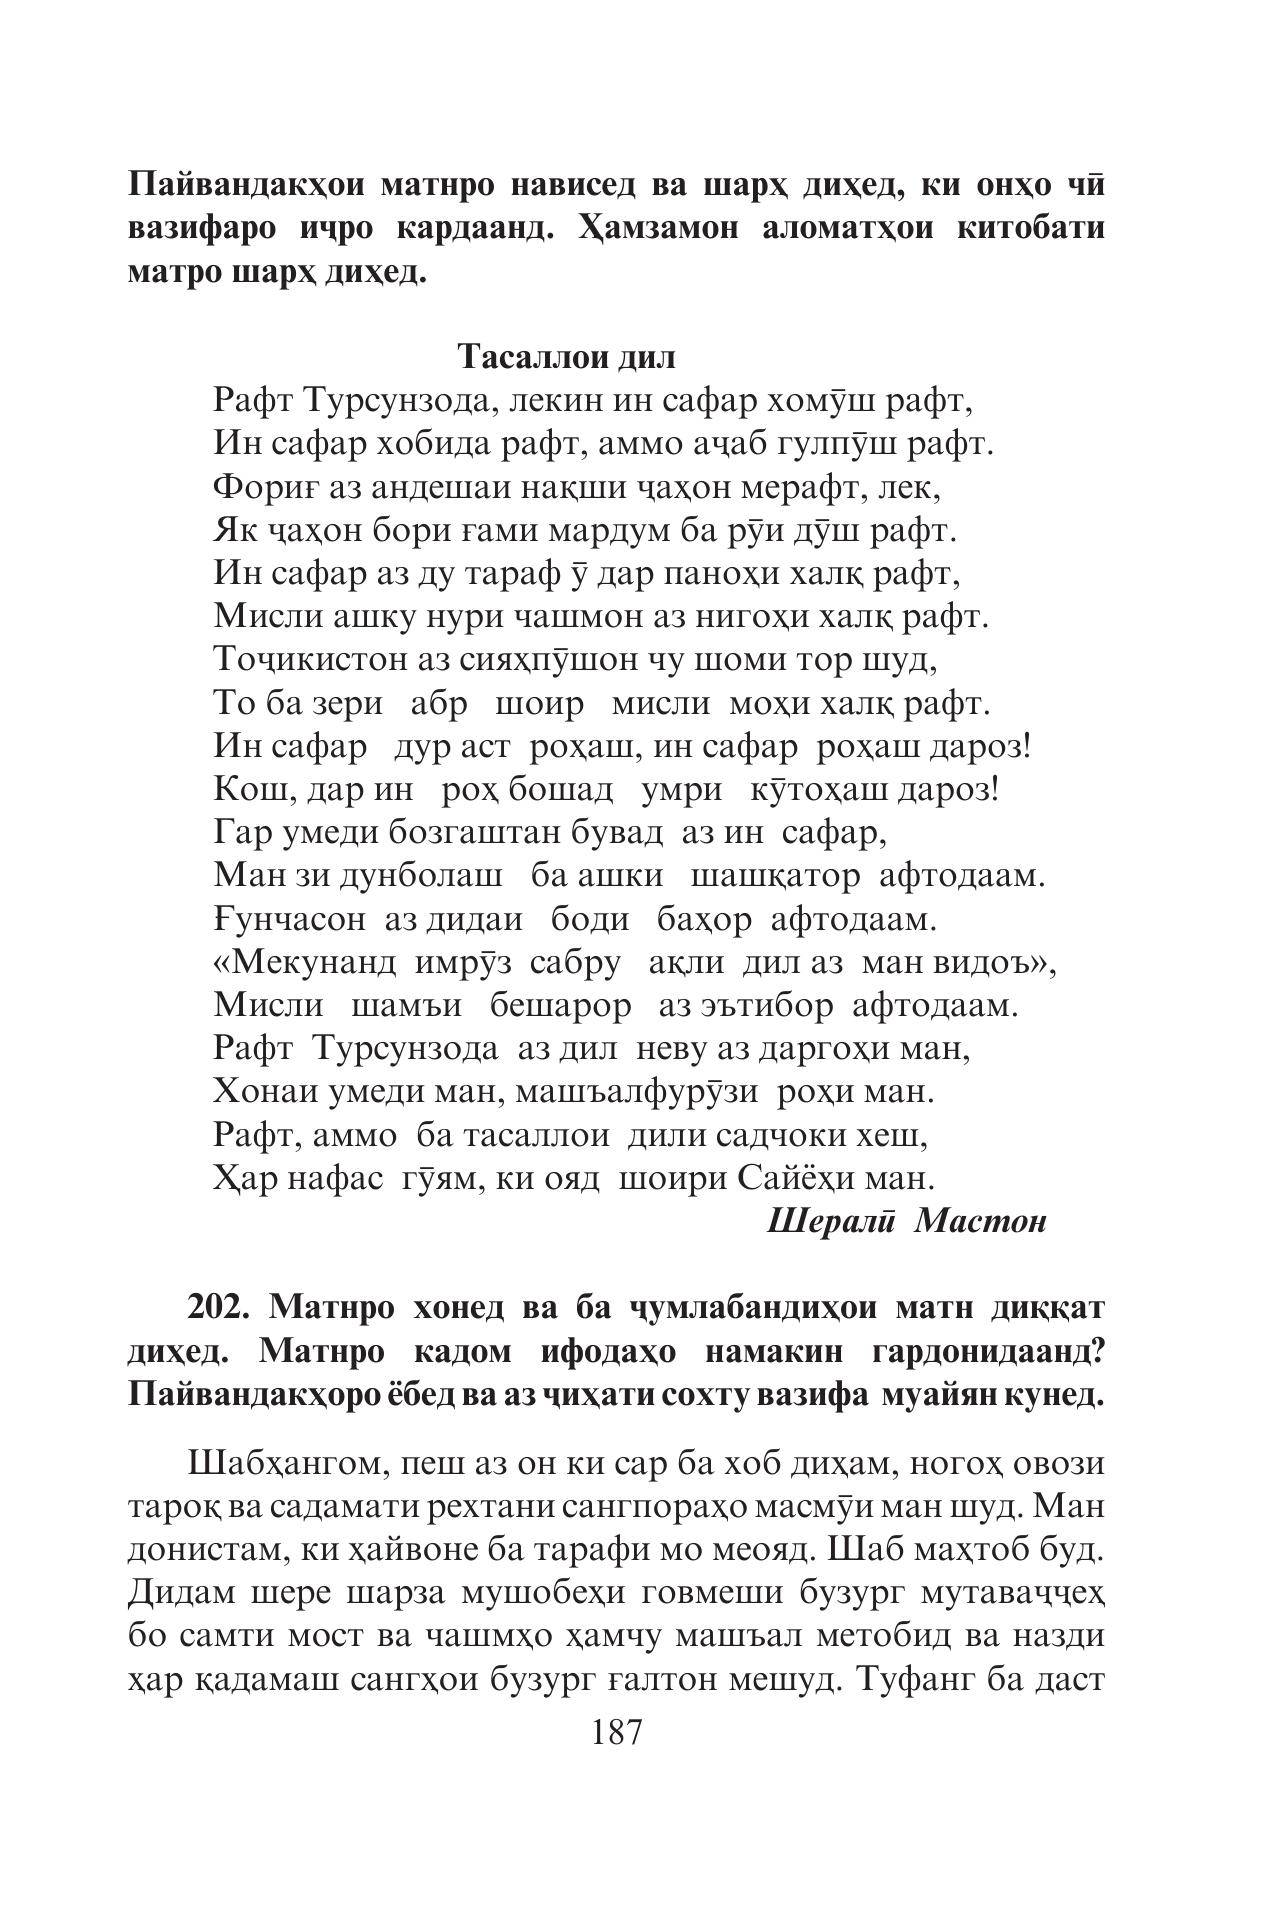 Пайвандакҳои матнро нависед ва шарҳ диҳед, ки онҳо чӣ
вазифаро иҷро кардаанд. Ҳамзамон аломатҳои китобати
матро шарҳ диҳед.
Тасаллои дил
Рафт Турсунзода, лекин ин сафар хомӯш рафт,
Ин сафар хобида рафт, аммо аҷаб гулпӯш рафт.
Фориғ аз андешаи нақши ҷаҳон мерафт, лек,
Як ҷаҳон бори ғами мардум ба рӯи дӯш рафт.
Ин сафар аз ду тараф ӯ дар паноҳи халқ рафт,
Мисли ашку нури чашмон аз нигоҳи халқ рафт.
Тоҷикистон аз сияҳпӯшон чу шоми тор шуд,
То ба зери абр шоир мисли моҳи халқ рафт.
Ин сафар дур аст роҳаш, ин сафар роҳаш дароз!
Кош, дар ин роҳ бошад умри кӯтоҳаш дароз!
Гар умеди бозгаштан бувад аз ин сафар,
Ман зи дунболаш ба ашки шашқатор афтодаам.
Ғунчасон аз дидаи боди баҳор афтодаам.
«Мекунанд имрӯз сабру ақли дил аз ман видоъ»,
Мисли шамъи бешарор аз эътибор афтодаам.
Рафт Турсунзода аз дил неву аз даргоҳи ман,
Хонаи умеди ман, машъалфурӯзи роҳи ман.
Рафт, аммо ба тасаллои дили садчоки хеш,
Ҳар нафас гӯям, ки ояд шоири Сайёҳи ман.
Шералӣ Мастон
202. Матнро хонед ва ба ҷумлабандиҳои матн диққат
диҳед. Матнро кадом ифодаҳо намакин гардонидаанд?
Пайвандакҳоро ёбед ва аз ҷиҳати сохту вазифа муайян кунед.
Шабҳангом, пеш аз он ки сар ба хоб диҳам, ногоҳ овози
тароқ ва садамати рехтани сангпораҳо масмӯи ман шуд. Ман
донистам, ки ҳайвоне ба тарафи мо меояд. Шаб маҳтоб буд.
Дидам шере шарза мушобеҳи говмеши бузург мутаваҷҷеҳ
бо самти мост ва чашмҳо ҳамчу машъал метобид ва назди
ҳар қадамаш сангҳои бузург ғалтон мешуд. Туфанг ба даст
187